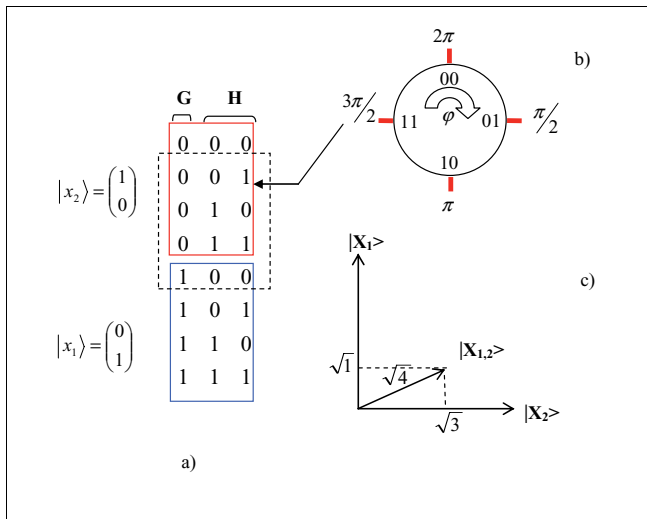 2π
b)
00
G H
3π/2
11
φ
01
π/2
0 0 0
10
π
0 0 1
|x₂⟩ = (1 0)
0 1 0
0 1 1
|X₁>
1 0 0
c)
1 0 1
|x₁⟩ = (0 1)
1 1 0
√1
√4
|X₁,₂>
1 1 1
|X₂>
√3
a)